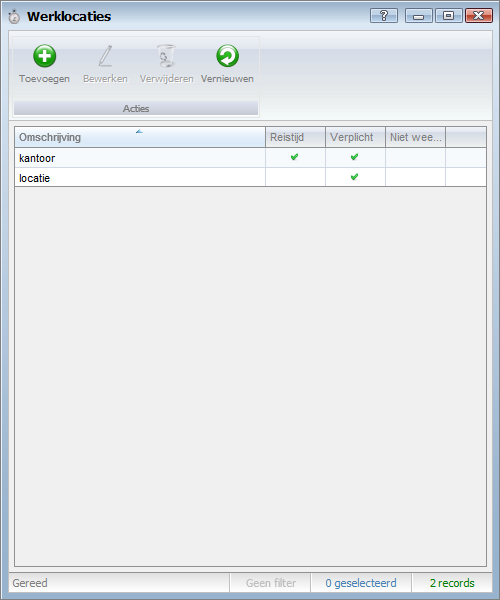 Werklocaties
Toevoegen Bewerken Verwijderen Vernieuwen
Acties
Omschrijving Reistijd Verplicht Niet wee...
kantoor
locatie
Gereed Geen filter 0 geselecteerd 2 records